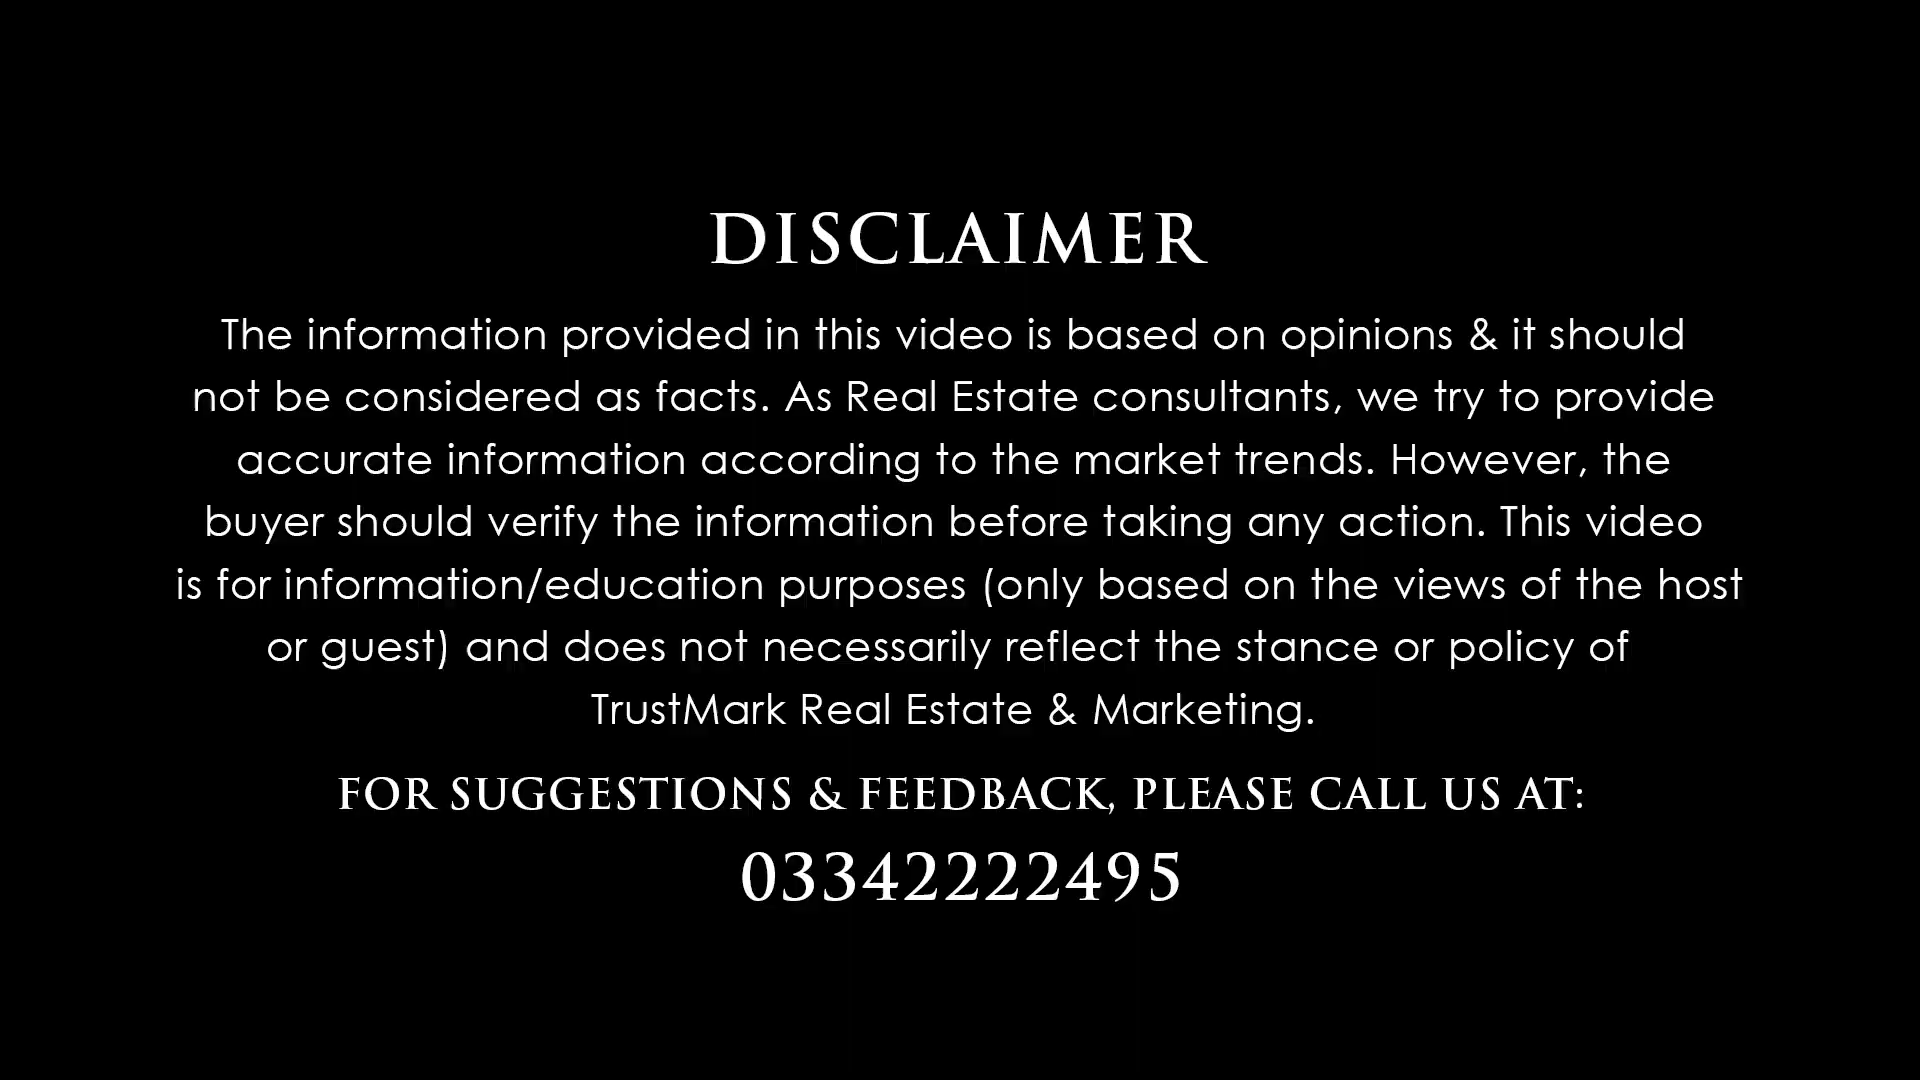 DISCLAIMER
The information provided in this video is based on opinions & it should
not be considered as facts. As Real Estate consultants, we try to provide
accurate information according to the market trends. However, the
buyer should verify the information before taking any action. This video
is for information/education purposes (only based on the views of the host
or guest) and does not necessarily reflect the stance or policy of
TrustMark Real Estate & Marketing.
FOR SUGGESTIONS & FEEDBACK, PLEASE CALL US AT:
03342222495